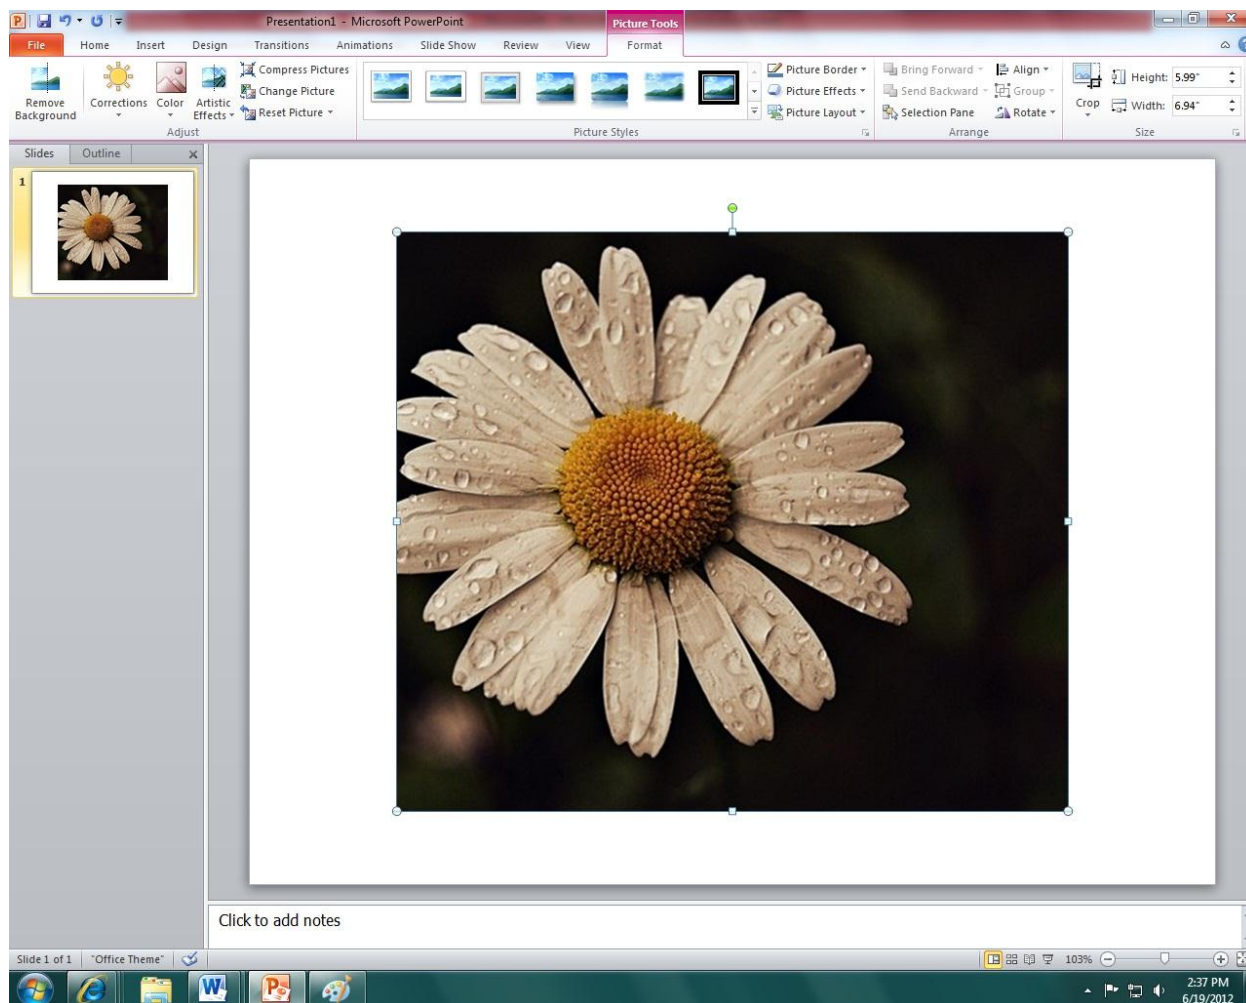 Presentation1 - Microsoft PowerPoint
Picture Tools
File Home Insert Design Transitions Animations Slide Show Review View Format
Remove Background
Corrections
Color
Artistic Effects
Compress Pictures
Change Picture
Reset Picture
Adjust
Picture Styles
Picture Border
Picture Effects
Picture Layout
Bring Forward
Send Backward
Selection Pane
Align
Group
Rotate
Arrange
Crop
Height: 5.99"
Width: 6.94"
Size
Slides Outline
1
Click to add notes
Slide 1 of 1 "Office Theme" 103%
2:37 PM
6/19/2012